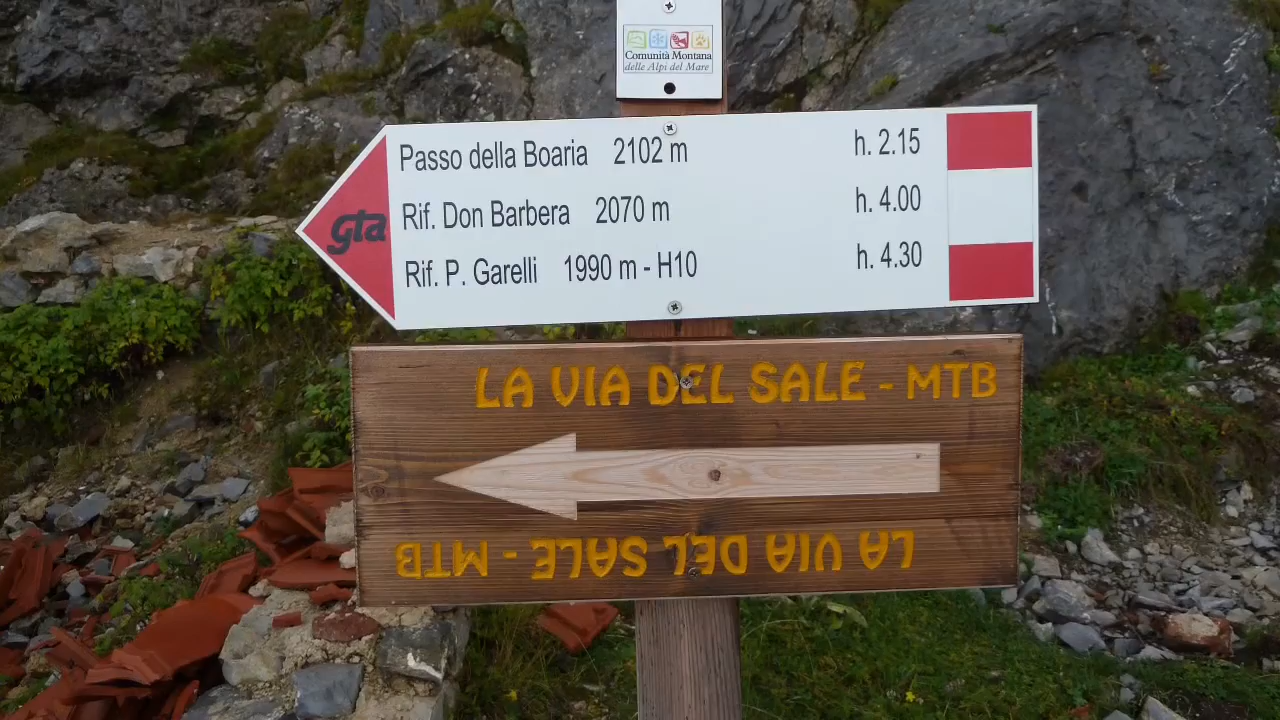 Comunità Montana
delle Alpi del Mare
Passo della Boaria 2102 m h. 2.15
Rif. Don Barbera 2070 m h. 4.00
Rif. P. Garelli 1990 m - H10 h. 4.30
gta
LA VIA DEL SALE - MTB
LA VIA DEL SALE - MTB